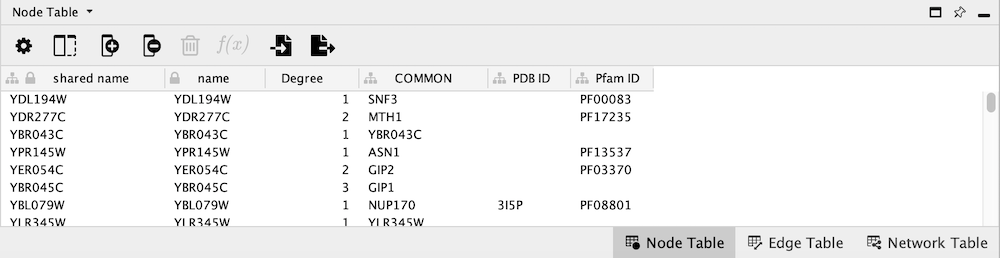 Node Table
f(x)
shared name name Degree COMMON PDB ID Pfam ID
YDL194W YDL194W 1 SNF3 PF00083
YDR277C YDR277C 2 MTH1 PF17235
YBR043C YBR043C 1 YBR043C
YPR145W YPR145W 1 ASN1 PF13537
YER054C YER054C 2 GIP2 PF03370
YBR045C YBR045C 3 GIP1
YBL079W YBL079W 1 NUP170 3I5P PF08801
YLR345W YLR345W 1 YLR345W
Node Table Edge Table Network Table